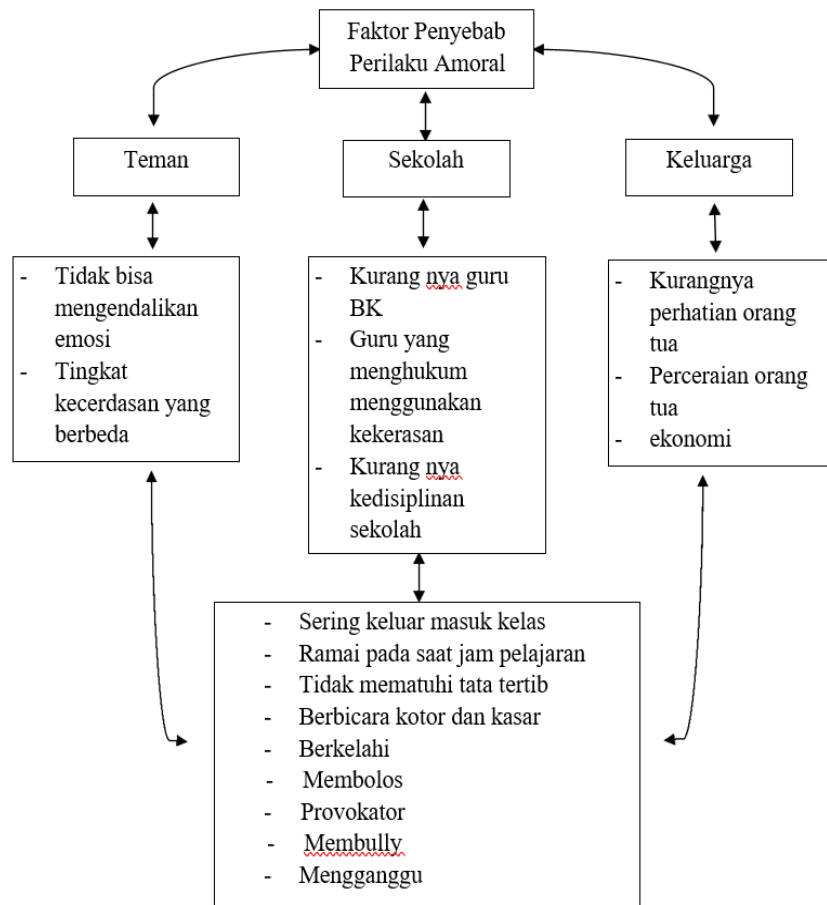 Faktor Penyebab
Perilaku Amoral
Teman
Sekolah
Keluarga
- Tidak bisa
mengendalikan
emosi
- Tingkat
kecerdasan yang
berbeda
- Kurang nya guru
BK
- Guru yang
menghukum
menggunakan
kekerasan
- Kurang nya
kedisiplinan
sekolah
- Kurangnya
perhatian orang
tua
- Perceraian orang
tua
- ekonomi
- Sering keluar masuk kelas
- Ramai pada saat jam pelajaran
- Tidak mematuhi tata tertib
- Berbicara kotor dan kasar
- Berkelahi
- Membolos
- Provokator
- Membully
- Mengganggu